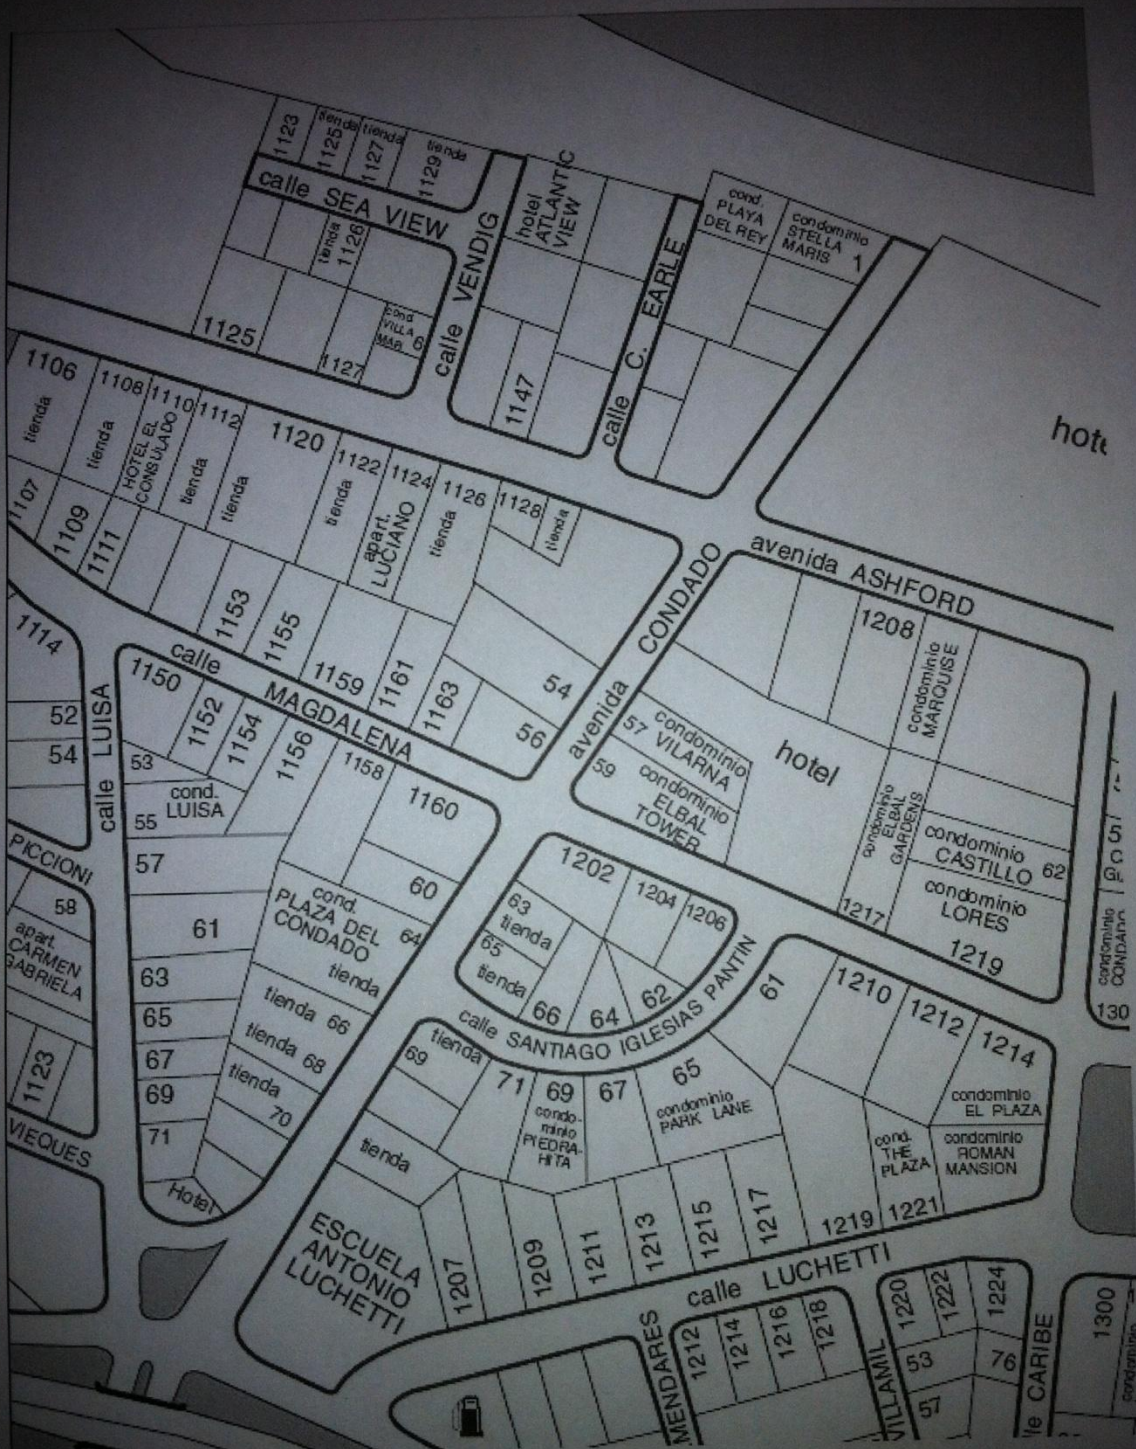 1123
tienda
1125
tienda
1127
tienda
1129
calle SEA VIEW
calle VENDIG
hotel
ATLANTIC
VIEW
calle C. EARLE
cond.
PLAYA
DEL REY
condominio
STELLA
MARIS 1
tienda
1126
1125
1127
cond.
VILLA
MAR 6
1147
1106
tienda
1108
tienda
1110
HOTEL EL
CONSULADO
1112
tienda
tienda
1120
1122
tienda
1124
apart.
LUCIANO
1126
tienda
1128
tienda
1107
1109
1111
1153
1155
1159
1161
1163
54
56
avenida CONDADO
avenida ASHFORD
1208
condominio
MARQUISE
57 condominio
VILARNA
59 condominio
ELBAL
TOWER
hotel
condominio
ELBAL
GARDENS
1217
condominio
CASTILLO 62
condominio
LORES
1219
5
condominio
CONDADO
130
1114
52
54
calle LUISA
calle MAGDALENA
1150
1152
1154
1156
1158
1160
53
cond.
LUISA
55
57
61
63
65
67
69
71
Hotel
60
cond.
PLAZA DEL
CONDADO
64
tienda
tienda 66
tienda 68
tienda
70
PICCIONI
58
apart.
CARMEN
GABRIELA
1123
VIEQUES
1202
1204
1206
63
tienda
65
tienda
66
64
62
calle SANTIAGO IGLESIAS PANTIN
61
1210
1212
1214
condominio
EL PLAZA
cond.
THE
PLAZA
condominio
ROMAN
MANSION
1219
1221
tienda
69
71
69
condo-
minio
PIEDRA-
HITA
67
65
condominio
PARK LANE
tienda
ESCUELA
ANTONIO
LUCHETTI
1207
1209
1211
1213
1215
1217
calle LUCHETTI
MENDARES
1212
1214
1216
1218
VILLAMIL
1220
1222
1224
53
76
57
CARIBE
1300